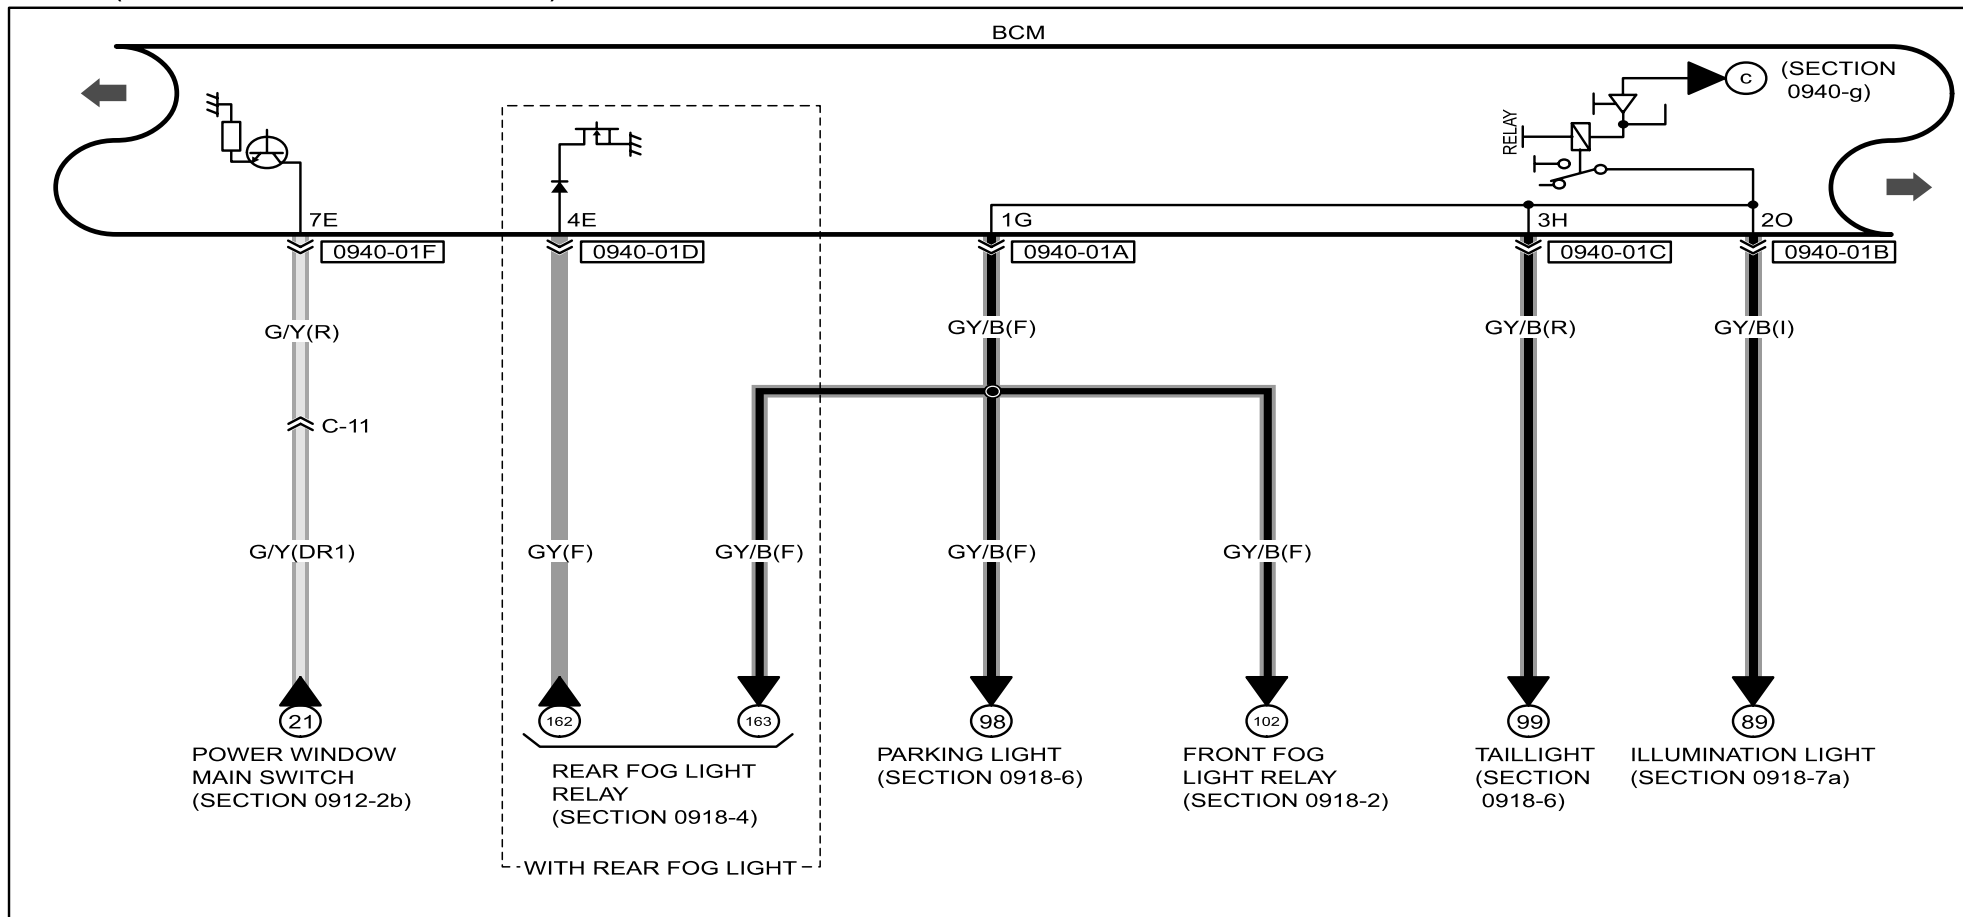 BCM
(SECTION
0940-g)
c
RELAY
7E
4E
1G
3H
2O
0940-01F
0940-01D
0940-01A
0940-01C
0940-01B
G/Y(R)
GY/B(F)
GY/B(R)
GY/B(I)
C-11
G/Y(DR1)
GY(F)
GY/B(F)
GY/B(F)
GY/B(F)
21
162
163
98
102
99
89
POWER WINDOW
MAIN SWITCH
(SECTION 0912-2b)
REAR FOG LIGHT
RELAY
(SECTION 0918-4)
PARKING LIGHT
(SECTION 0918-6)
FRONT FOG
LIGHT RELAY
(SECTION 0918-2)
TAILLIGHT
(SECTION
0918-6)
ILLUMINATION LIGHT
(SECTION 0918-7a)
WITH REAR FOG LIGHT